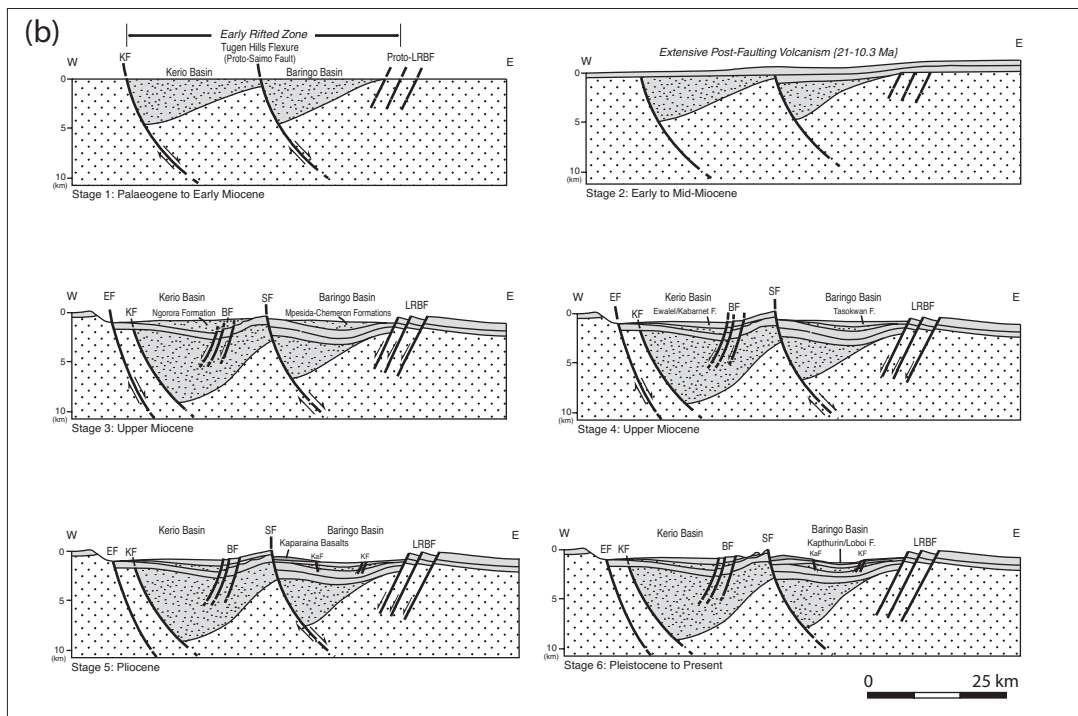 (b)
Early Rifted Zone
Tugen Hills Flexure
(Proto-Saimo Fault)
W
KF
Kerio Basin
Baringo Basin
Proto-LRBF
E
0
5
10
(km)
Stage 1: Palaeogene to Early Miocene
E
Extensive Post-Faulting Volcanism {21-10.3 Ma}
W
0
5
10
(km)
Stage 2: Early to Mid-Miocene
W
EF
KF
Kerio Basin
Ngorora Formation
BF
SF
Baringo Basin
Mpesida-Chemeron Formations
LRBF
E
0
5
10
(km)
Stage 3: Upper Miocene
W
EF
KF
Kerio Basin
Ewalel/Kabarnet F.
BF
SF
Baringo Basin
Tasokwan F.
LRBF
E
0
5
10
(km)
Stage 4: Upper Miocene
W
EF
KF
Kerio Basin
BF
SF
Baringo Basin
Kaparaina Basalts
KaF
KF
LRBF
E
0
5
10
(km)
Stage 5: Pliocene
W
EF
KF
Kerio Basin
BF
SF
Baringo Basin
Kapthurin/Loboi F.
KaF
KF
LRBF
E
0
5
10
(km)
Stage 6: Pleistocene to Present
0 25 km